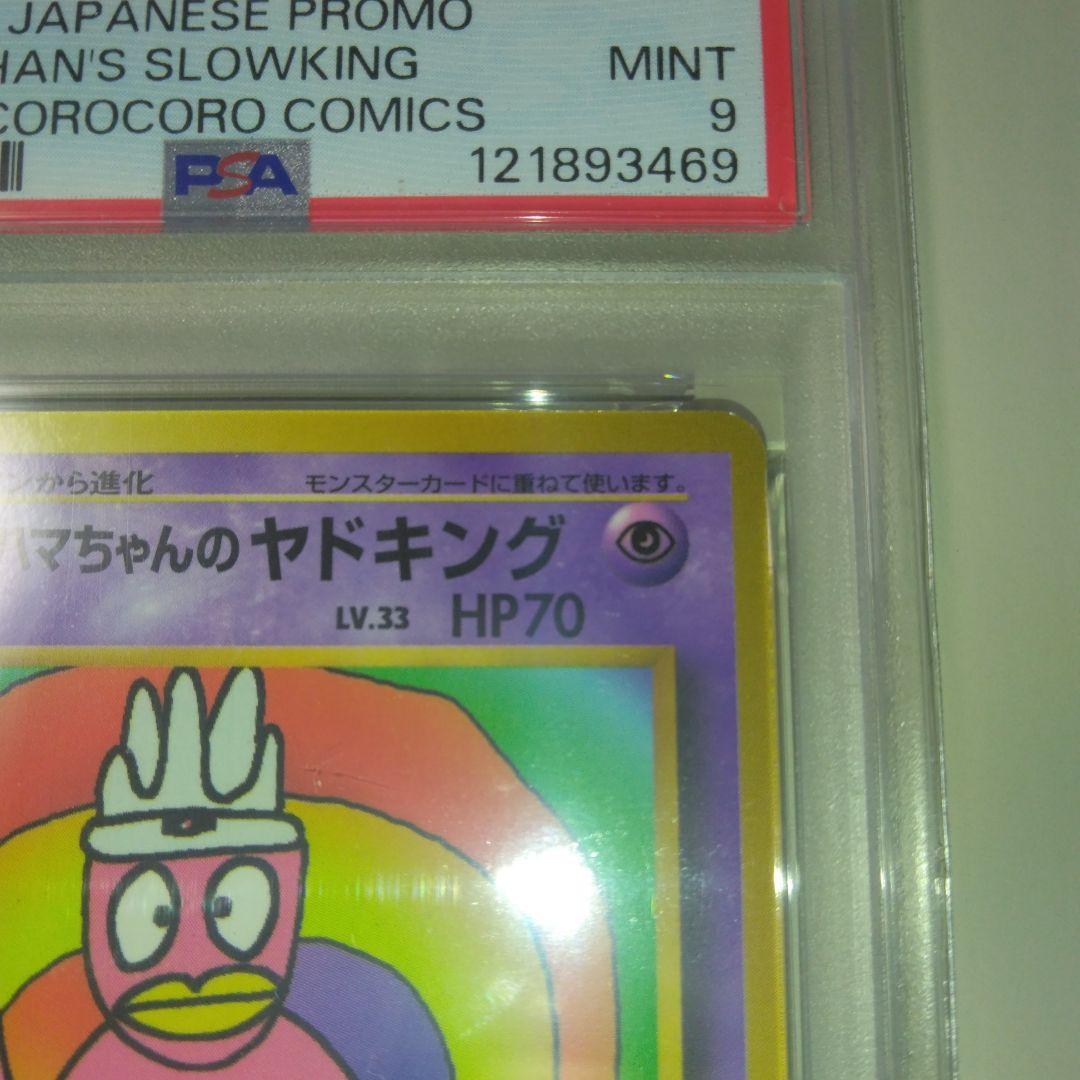 JAPANESE PROMO
HAN'S SLOWKING MINT
COROCORO COMICS 9
PSA 121893469
ンから進化 モンスターカードに重ねて使います。
ハマちゃんのヤドキング
LV.33 HP70